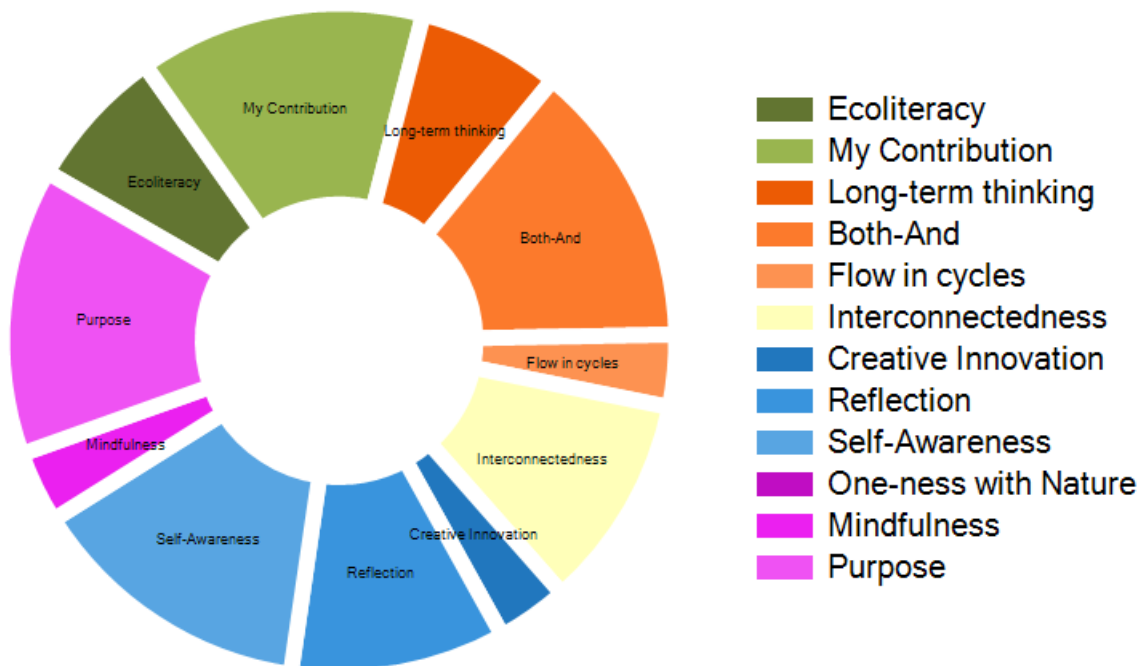 My Contribution
Long-term thinking
Ecoliteracy
Both-And
Purpose
Flow in cycles
Mindfulness
Interconnectedness
Self-Awareness
Creative Innovation
Reflection
Ecoliteracy
My Contribution
Long-term thinking
Both-And
Flow in cycles
Interconnectedness
Creative Innovation
Reflection
Self-Awareness
One-ness with Nature
Mindfulness
Purpose